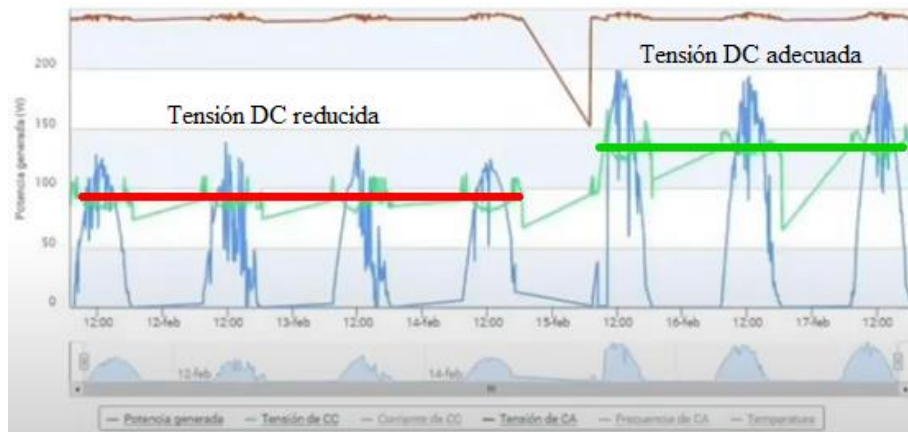 Tensión DC adecuada
Tensión DC reducida
Potencia generada (W)
200
150
100
50
0
12:00 12-feb 12:00 13-feb 12:00 14-feb 12:00 15-feb 12:00 16-feb 12:00 17-feb 12:00
12-feb 14-feb
Potencia generada Tensión de CC Corriente de CC Tensión de CA Frecuencia de CA Temperatura